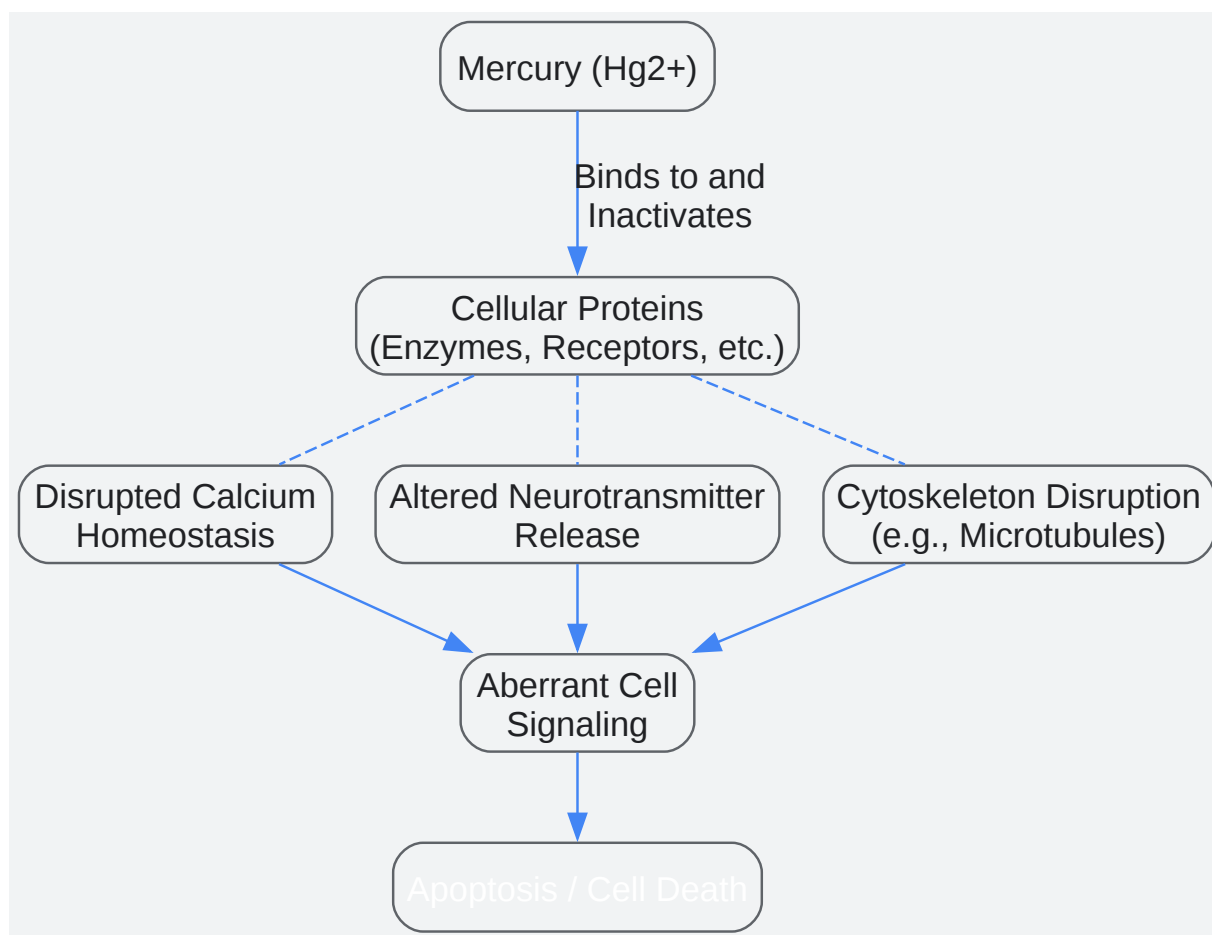 Mercury (Hg2+)
Binds to and
Inactivates
Cellular Proteins
(Enzymes, Receptors, etc.)
Disrupted Calcium
Homeostasis
Altered Neurotransmitter
Release
Cytoskeleton Disruption
(e.g., Microtubules)
Aberrant Cell
Signaling
Apoptosis / Cell Death